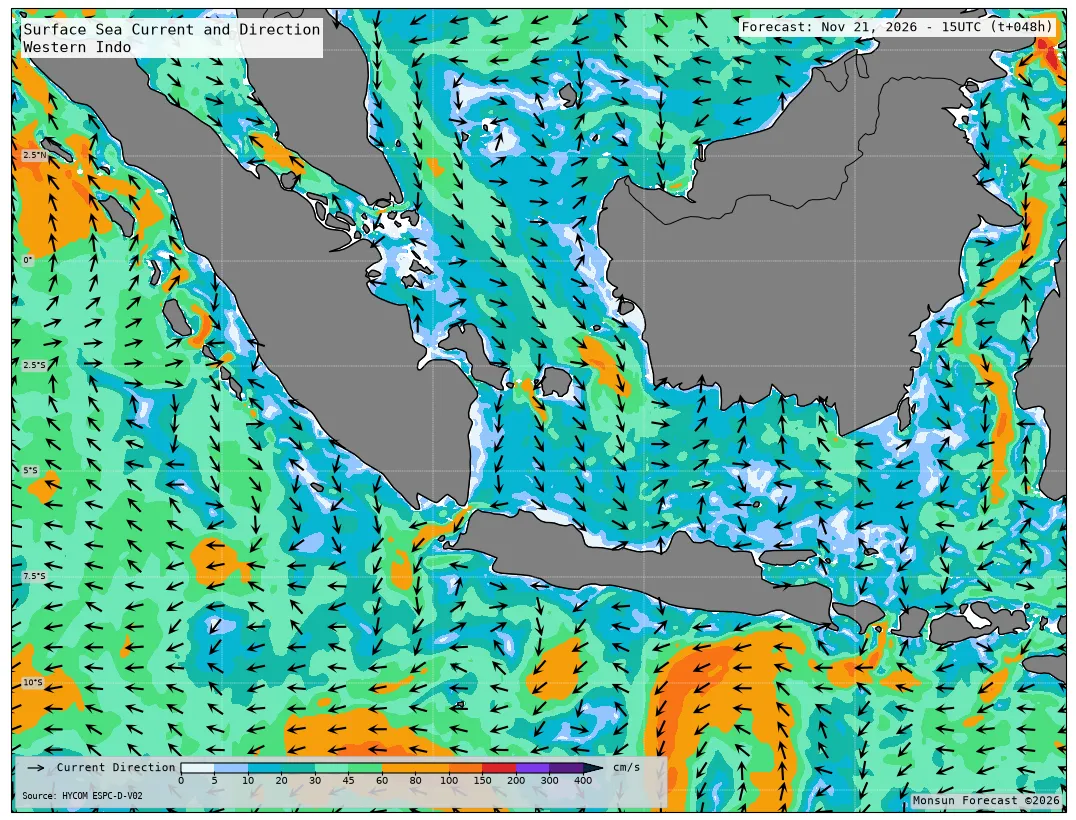 Surface Sea Current and Direction
Western Indo
Forecast: Nov 21, 2026 - 15UTC (t+048h)
2.5°N
0°
2.5°S
5°S
7.5°S
10°S
Current Direction
0 5 10 20 30 45 60 80 100 150 200 300 400
cm/s
Source: HYCOM ESPC-D-V02
Monsun Forecast ©2026